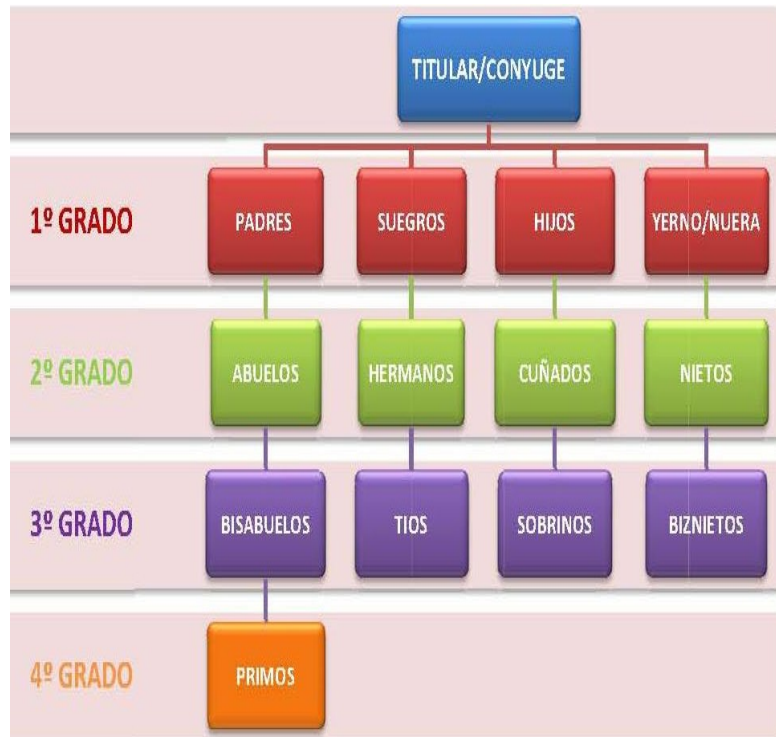 TITULAR/CONYUGE
1º GRADO
PADRES
SUEGROS
HIJOS
YERNO/NUERA
2º GRADO
ABUELOS
HERMANOS
CUÑADOS
NIETOS
3º GRADO
BISABUELOS
TIOS
SOBRINOS
BIZNIETOS
4º GRADO
PRIMOS